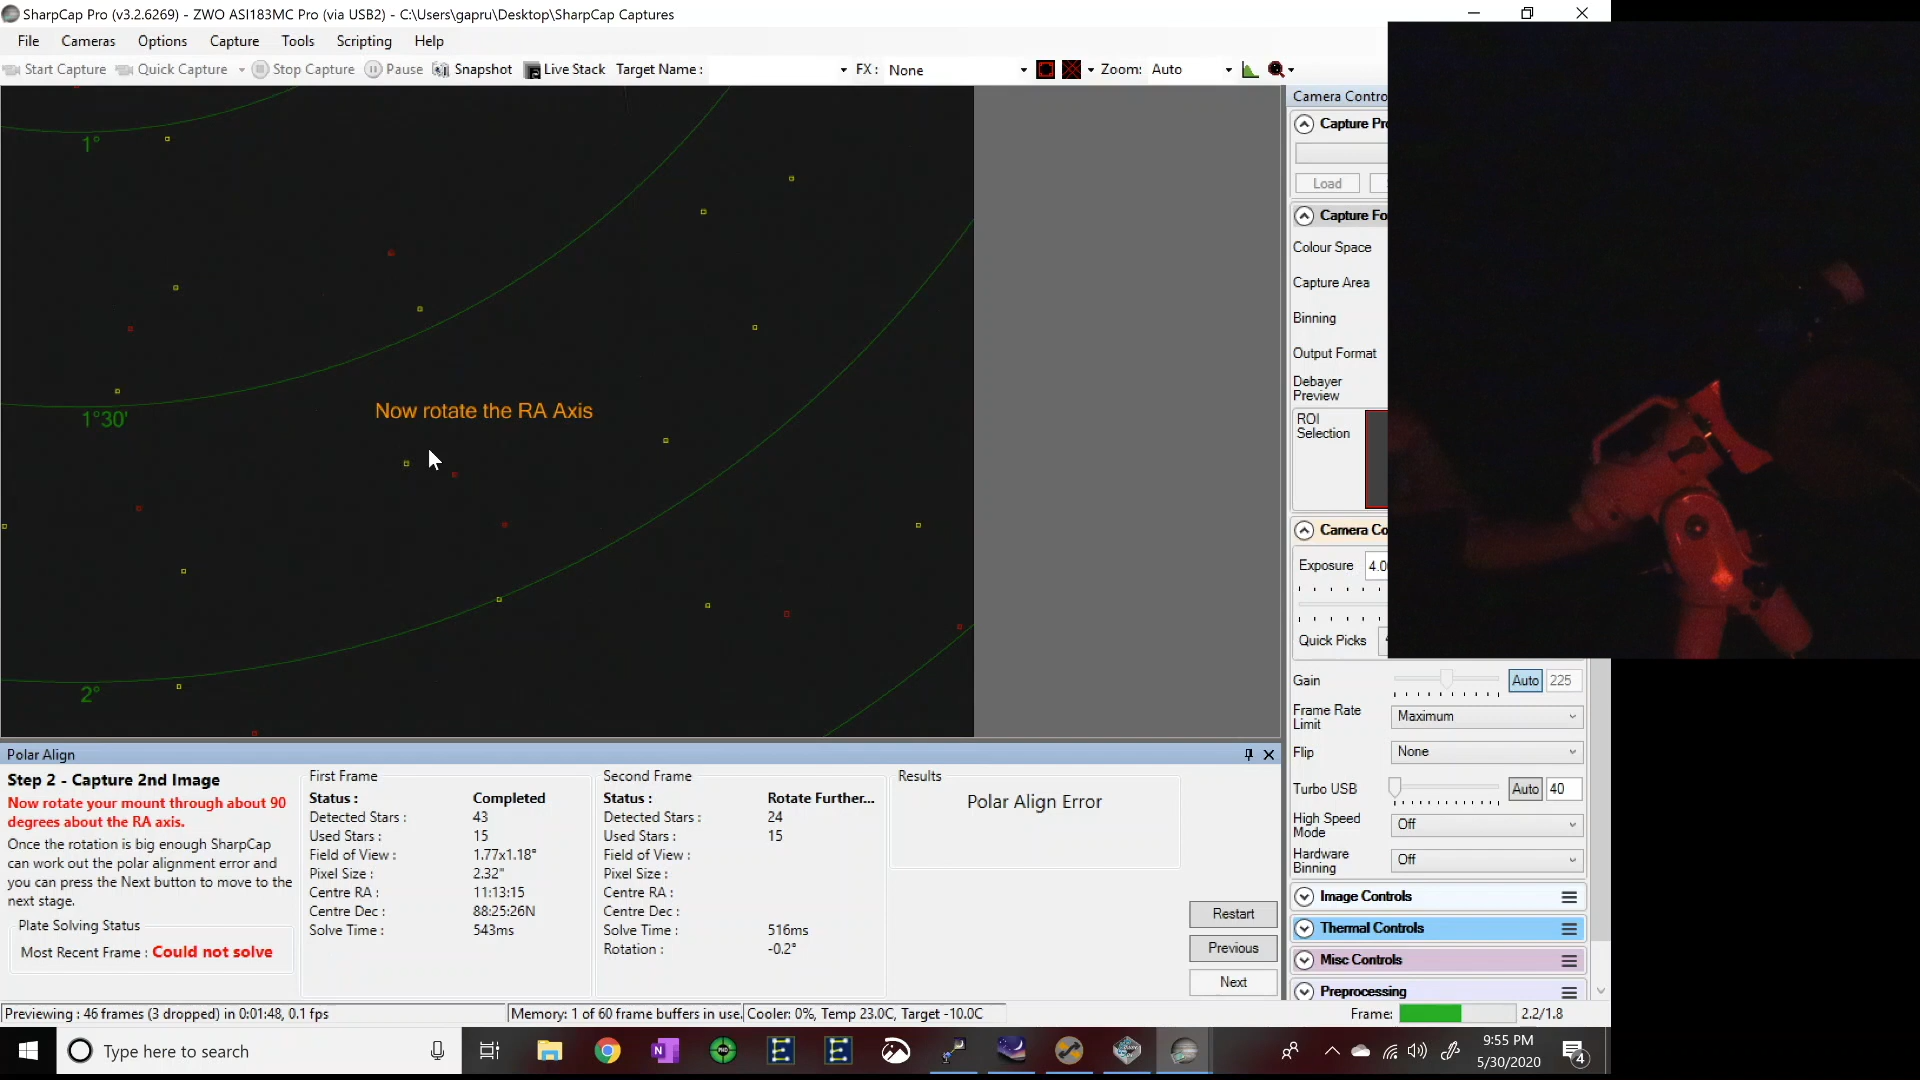 SharpCap Pro (v3.2.6269) - ZWO ASI183MC Pro (via USB2) - C:\Users\gapru\Desktop\SharpCap Captures
File Cameras Options Capture Tools Scripting Help
Start Capture Quick Capture Stop Capture Pause Snapshot Live Stack Target Name : FX : None Zoom: Auto
1°
1°30'
2°
Now rotate the RA Axis
Camera Contro
Capture Pr
Load
Capture Fo
Colour Space
Capture Area
Binning
Output Format
Debayer
Preview
ROI
Selection
Camera Co
Exposure 4.0
Quick Picks
Gain Auto 225
Frame Rate
Limit Maximum
Flip None
Turbo USB Auto 40
High Speed
Mode Off
Hardware
Binning Off
Image Controls
Thermal Controls
Misc Controls
Preprocessing
Polar Align
Step 2 - Capture 2nd Image
Now rotate your mount through about 90
degrees about the RA axis.
Once the rotation is big enough SharpCap
can work out the polar alignment error and
you can press the Next button to move to the
next stage.
Plate Solving Status
Most Recent Frame : Could not solve
First Frame
Status : Completed
Detected Stars : 43
Used Stars : 15
Field of View : 1.77x1.18°
Pixel Size : 2.32"
Centre RA : 11:13:15
Centre Dec : 88:25:26N
Solve Time : 543ms
Second Frame
Status : Rotate Further...
Detected Stars : 24
Used Stars : 15
Field of View :
Pixel Size :
Centre RA :
Centre Dec :
Solve Time : 516ms
Rotation : -0.2°
Results
Polar Align Error
Restart
Previous
Next
Previewing : 46 frames (3 dropped) in 0:01:48, 0.1 fps Memory: 1 of 60 frame buffers in use. Cooler: 0%, Temp 23.0C, Target -10.0C Frame: 2.2/1.8
Type here to search
9:55 PM
5/30/2020
4